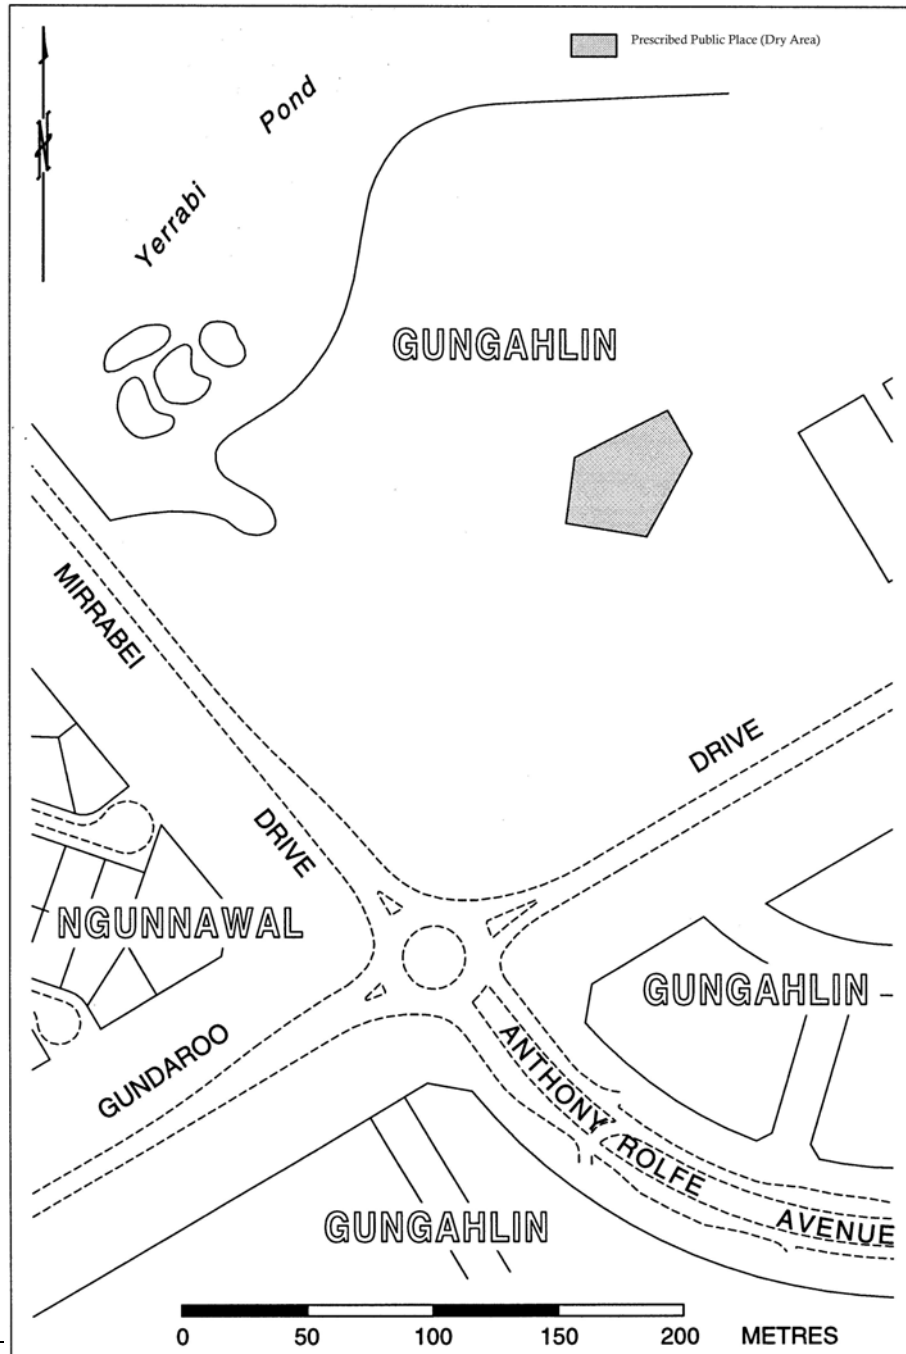 Prescribed Public Place (Dry Area)
N
Yerrabi Pond
GUNGAHLIN
MIRRABEI DRIVE
DRIVE
NGUNNAWAL
GUNGAHLIN
GUNDAROO
ANTHONY ROLFE AVENUE
GUNGAHLIN
0 50 100 150 200 METRES